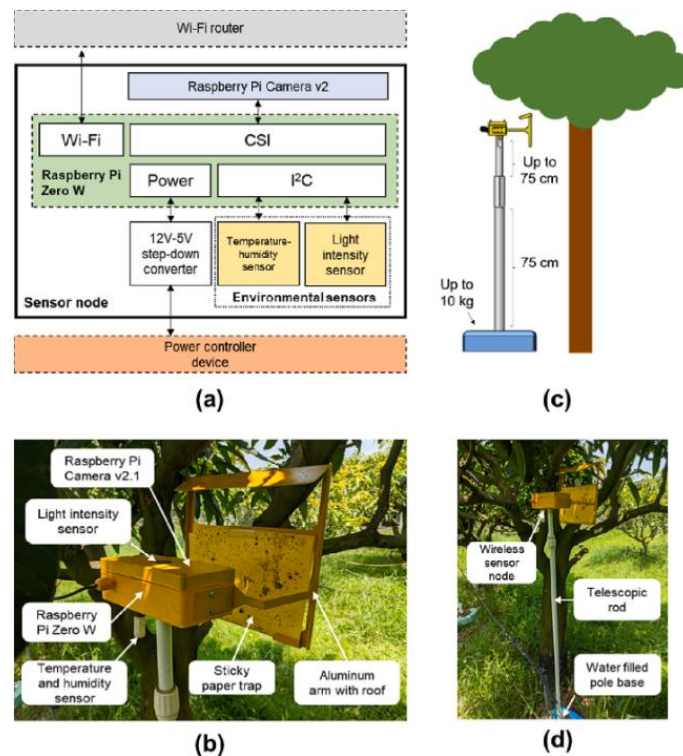 Wi-Fi router
Raspberry Pi Camera v2
Wi-Fi
CSI
Raspberry Pi
Zero W
Power
I²C
12V-5V
step-down
converter
Temperature-
humidity
sensor
Light
intensity
sensor
Sensor node
Environmental sensors
Power controller
device
(a)
Up to
75 cm
75 cm
Up to
10 kg
(c)
Raspberry Pi
Camera v2.1
Light intensity
sensor
Raspberry
Pi Zero W
Temperature
and humidity
sensor
Sticky
paper trap
Aluminum
arm with roof
(b)
Wireless
sensor
node
Telescopic
rod
Water filled
pole base
(d)